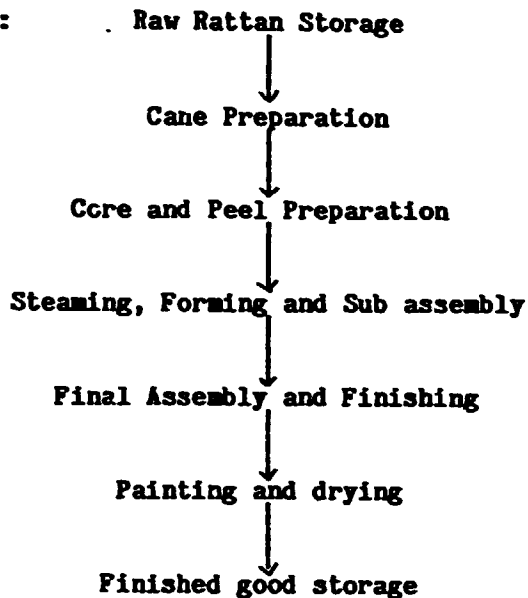 : Raw Rattan Storage
Cane Preparation
Core and Peel Preparation
Steaming, Forming and Sub assembly
Final Assembly and Finishing
Painting and drying
Finished good storage